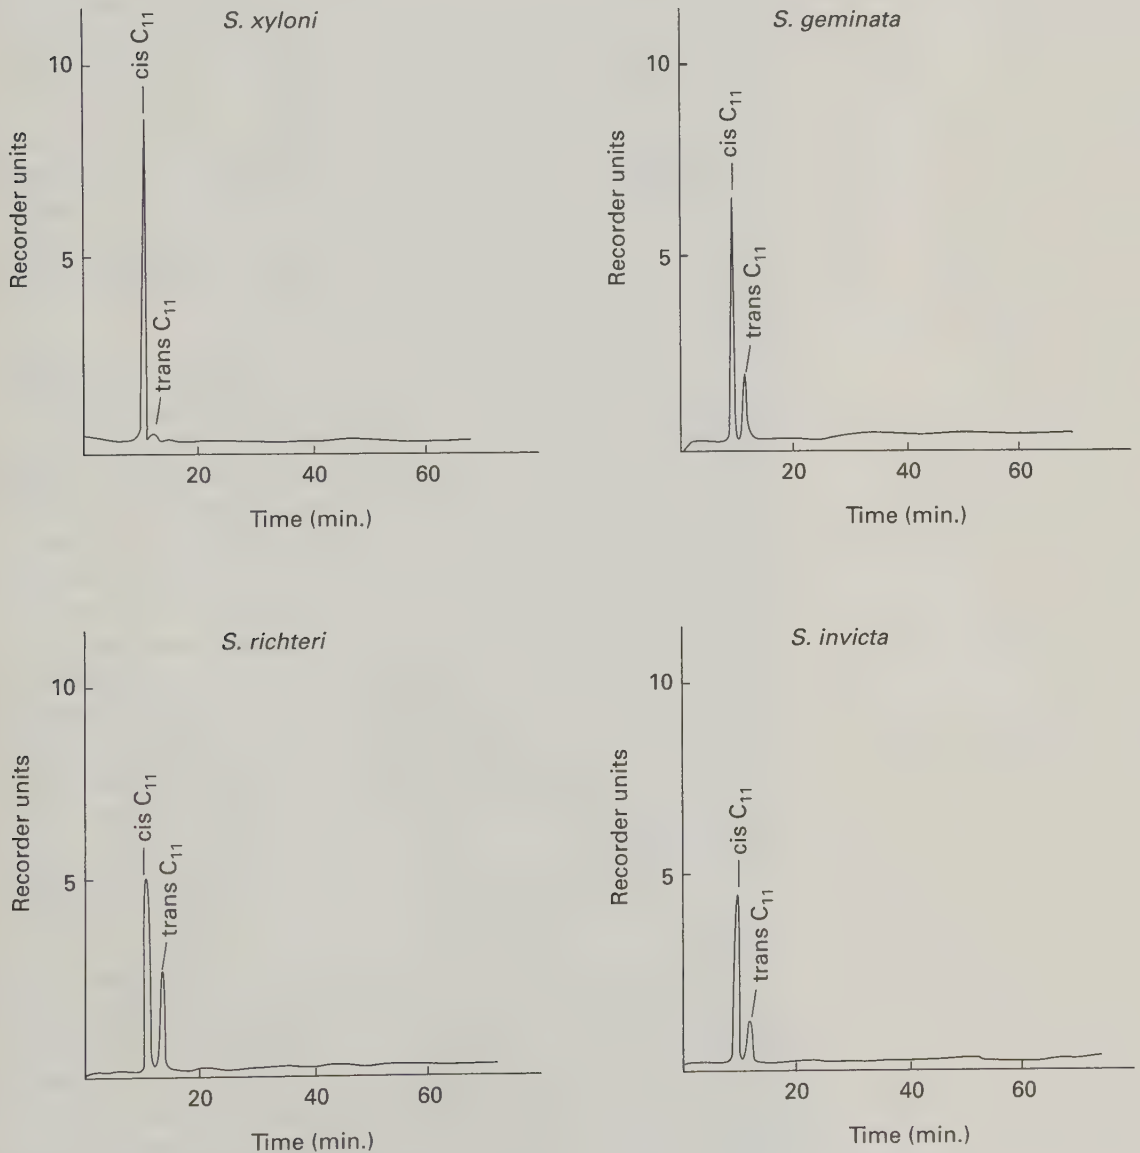 S. xyloni
10
5
Recorder units
cis C₁₁
trans C₁₁
20 40 60
Time (min.)
S. geminata
10
5
Recorder units
cis C₁₁
trans C₁₁
20 40 60
Time (min.)
S. richteri
10
5
Recorder units
cis C₁₁
trans C₁₁
20 40 60
Time (min.)
S. invicta
10
5
Recorder units
cis C₁₁
trans C₁₁
20 40 60
Time (min.)